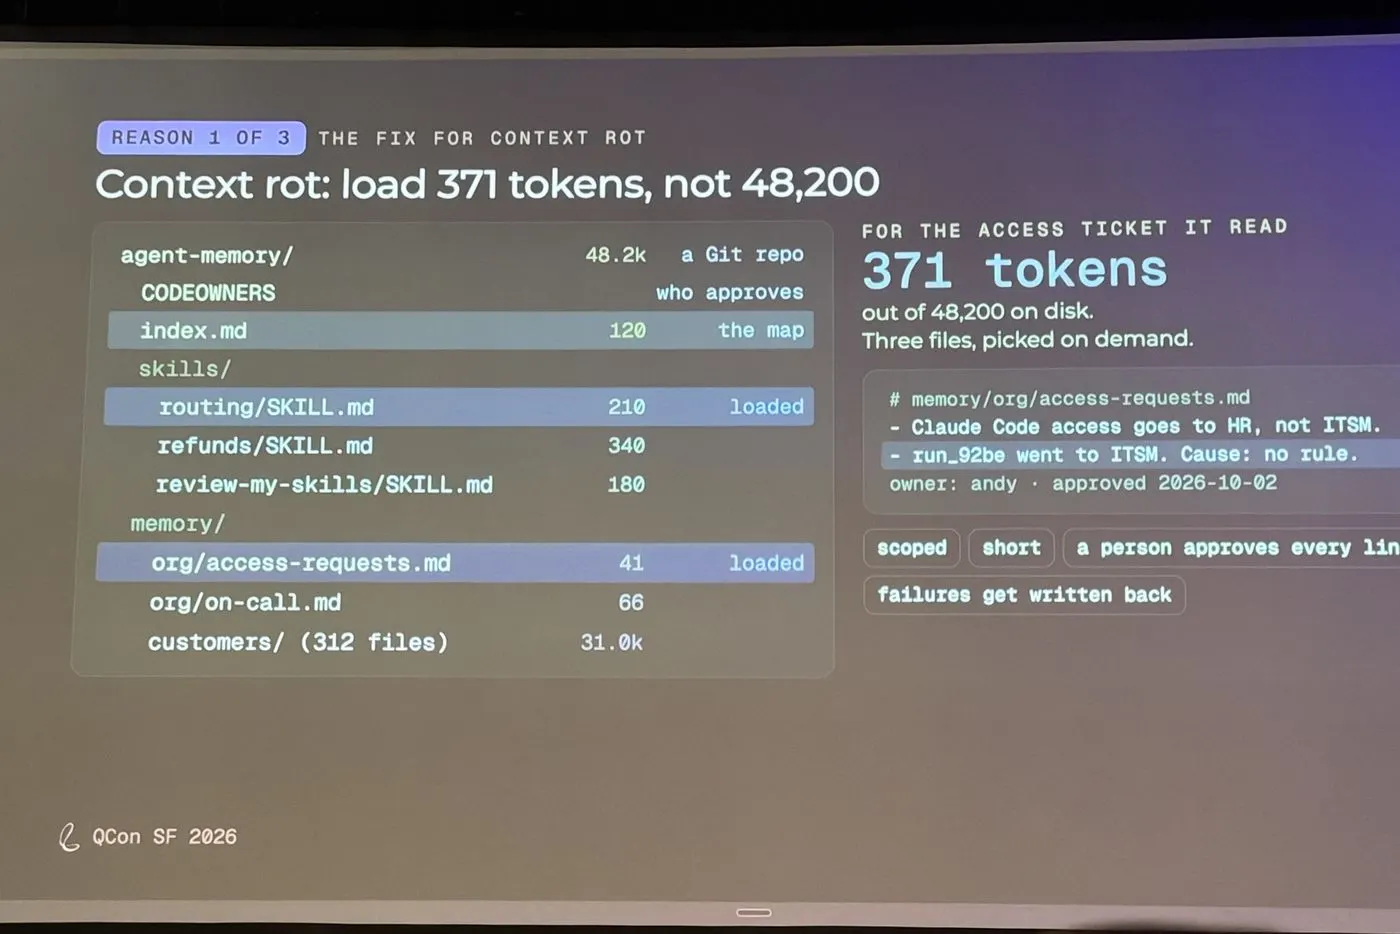 REASON 1 OF 3 THE FIX FOR CONTEXT ROT
Context rot: load 371 tokens, not 48,200
agent-memory/ 48.2k a Git repo
CODEOWNERS who approves
index.md 120 the map
skills/
routing/SKILL.md 210 loaded
refunds/SKILL.md 340
review-my-skills/SKILL.md 180
memory/
org/access-requests.md 41 loaded
org/on-call.md 66
customers/ (312 files) 31.0k
FOR THE ACCESS TICKET IT READ
371 tokens
out of 48,200 on disk.
Three files, picked on demand.
# memory/org/access-requests.md
- Claude Code access goes to HR, not ITSM.
- run_92be went to ITSM. Cause: no rule.
owner: andy · approved 2026-10-02
scoped short a person approves every lin
failures get written back
QCon SF 2026